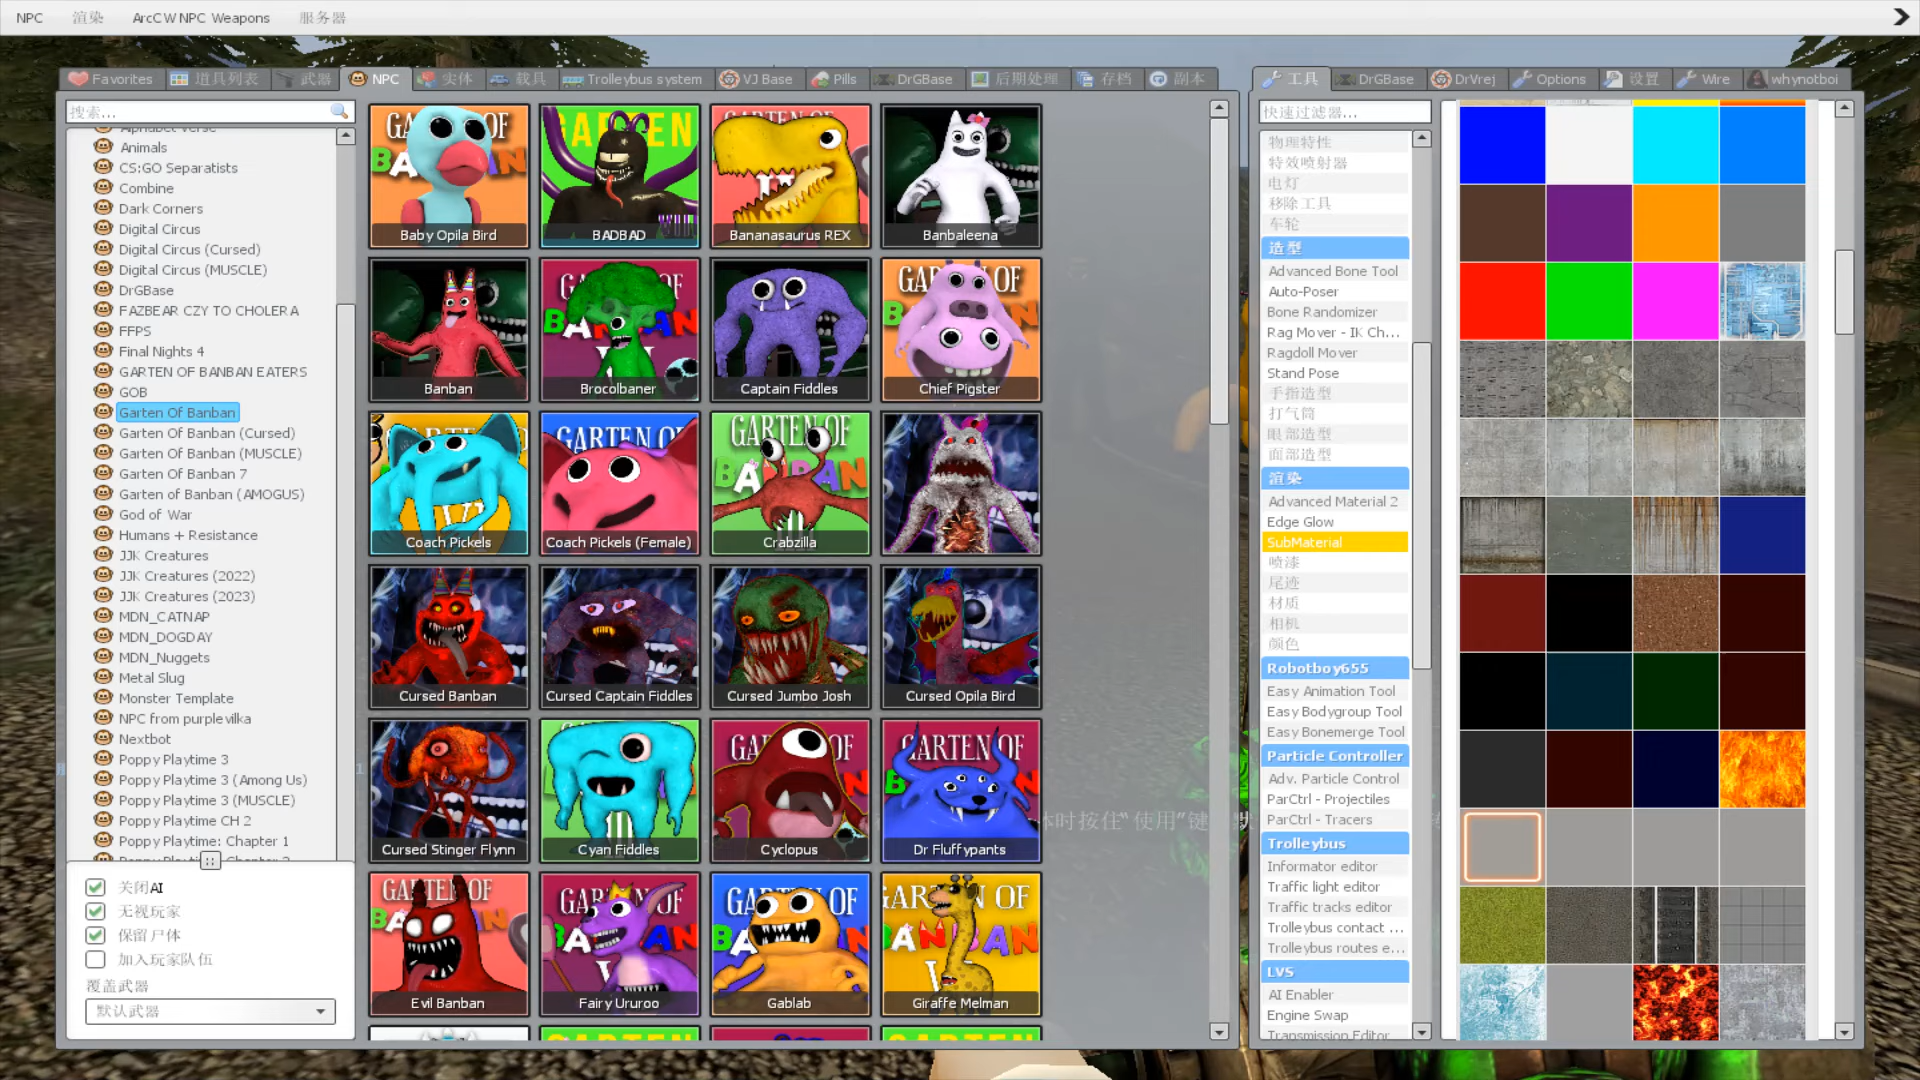 NPC
渲染
ArcCW NPC Weapons
服务器
Favorites
道具列表
武器
NPC
实体
载具
Trolleybus system
VJ Base
Pills
DrGBase
后期处理
存档
副本
搜索...
Alphabet Verse
Animals
CS:GO Separatists
Combine
Dark Corners
Digital Circus
Digital Circus (Cursed)
Digital Circus (MUSCLE)
DrGBase
FAZBEAR CZY TO CHOLERA
FFPS
Final Nights 4
GARTEN OF BANBAN EATERS
GOB
Garten Of Banban
Garten Of Banban (Cursed)
Garten Of Banban (MUSCLE)
Garten Of Banban 7
Garten of Banban (AMOGUS)
God of War
Humans + Resistance
JJK Creatures
JJK Creatures (2022)
JJK Creatures (2023)
MDN_CATNAP
MDN_DOGDAY
MDN_Nuggets
Metal Slug
Monster Template
NPC from purplevilka
Nextbot
Poppy Playtime 3
Poppy Playtime 3 (Among Us)
Poppy Playtime 3 (MUSCLE)
Poppy Playtime CH 2
Poppy Playtime: Chapter 1
关闭AI
无视玩家
保留尸体
加入玩家队伍
覆盖武器
默认武器
Baby Opila Bird
BADBAD
Bananasaurus REX
Banbaleena
Banban
Brocolbaner
Captain Fiddles
Chief Pigster
Coach Pickels
Coach Pickels (Female)
Crabzilla
Cursed Banban
Cursed Captain Fiddles
Cursed Jumbo Josh
Cursed Opila Bird
Cursed Stinger Flynn
Cyan Fiddles
Cyclopus
Dr Fluffypants
Evil Banban
Fairy Ururoo
Gablab
Giraffe Melman
体时按住“使用”键
工具
DrGBase
DrVrej
Options
设置
Wire
whynotboi
快速过滤器...
物理特性
特效喷射器
电灯
移除工具
车轮
造型
Advanced Bone Tool
Auto-Poser
Bone Randomizer
Rag Mover - IK Ch...
Ragdoll Mover
Stand Pose
手指造型
打气筒
眼部造型
面部造型
渲染
Advanced Material 2
Edge Glow
SubMaterial
喷漆
尾迹
材质
相机
颜色
Robotboy655
Easy Animation Tool
Easy Bodygroup Tool
Easy Bonemerge Tool
Particle Controller
Adv. Particle Control
ParCtrl - Projectiles
ParCtrl - Tracers
Trolleybus
Informator editor
Traffic light editor
Traffic tracks editor
Trolleybus contact ...
Trolleybus routes e...
LVS
AI Enabler
Engine Swap
Transmission Editor